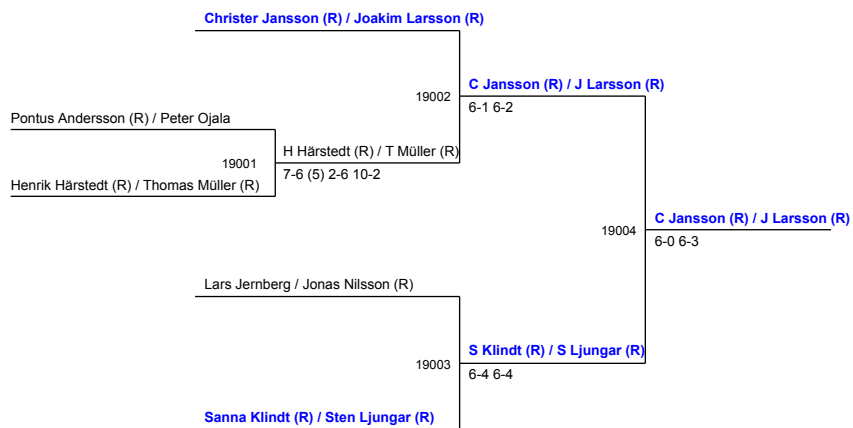 Christer Jansson (R) / Joakim Larsson (R)
19002
C Jansson (R) / J Larsson (R)
6-1 6-2
Pontus Andersson (R) / Peter Ojala
19001
H Härstedt (R) / T Müller (R)
7-6 (5) 2-6 10-2
Henrik Härstedt (R) / Thomas Müller (R)
19004
C Jansson (R) / J Larsson (R)
6-0 6-3
Lars Jernberg / Jonas Nilsson (R)
19003
S Klindt (R) / S Ljungar (R)
6-4 6-4
Sanna Klindt (R) / Sten Ljungar (R)